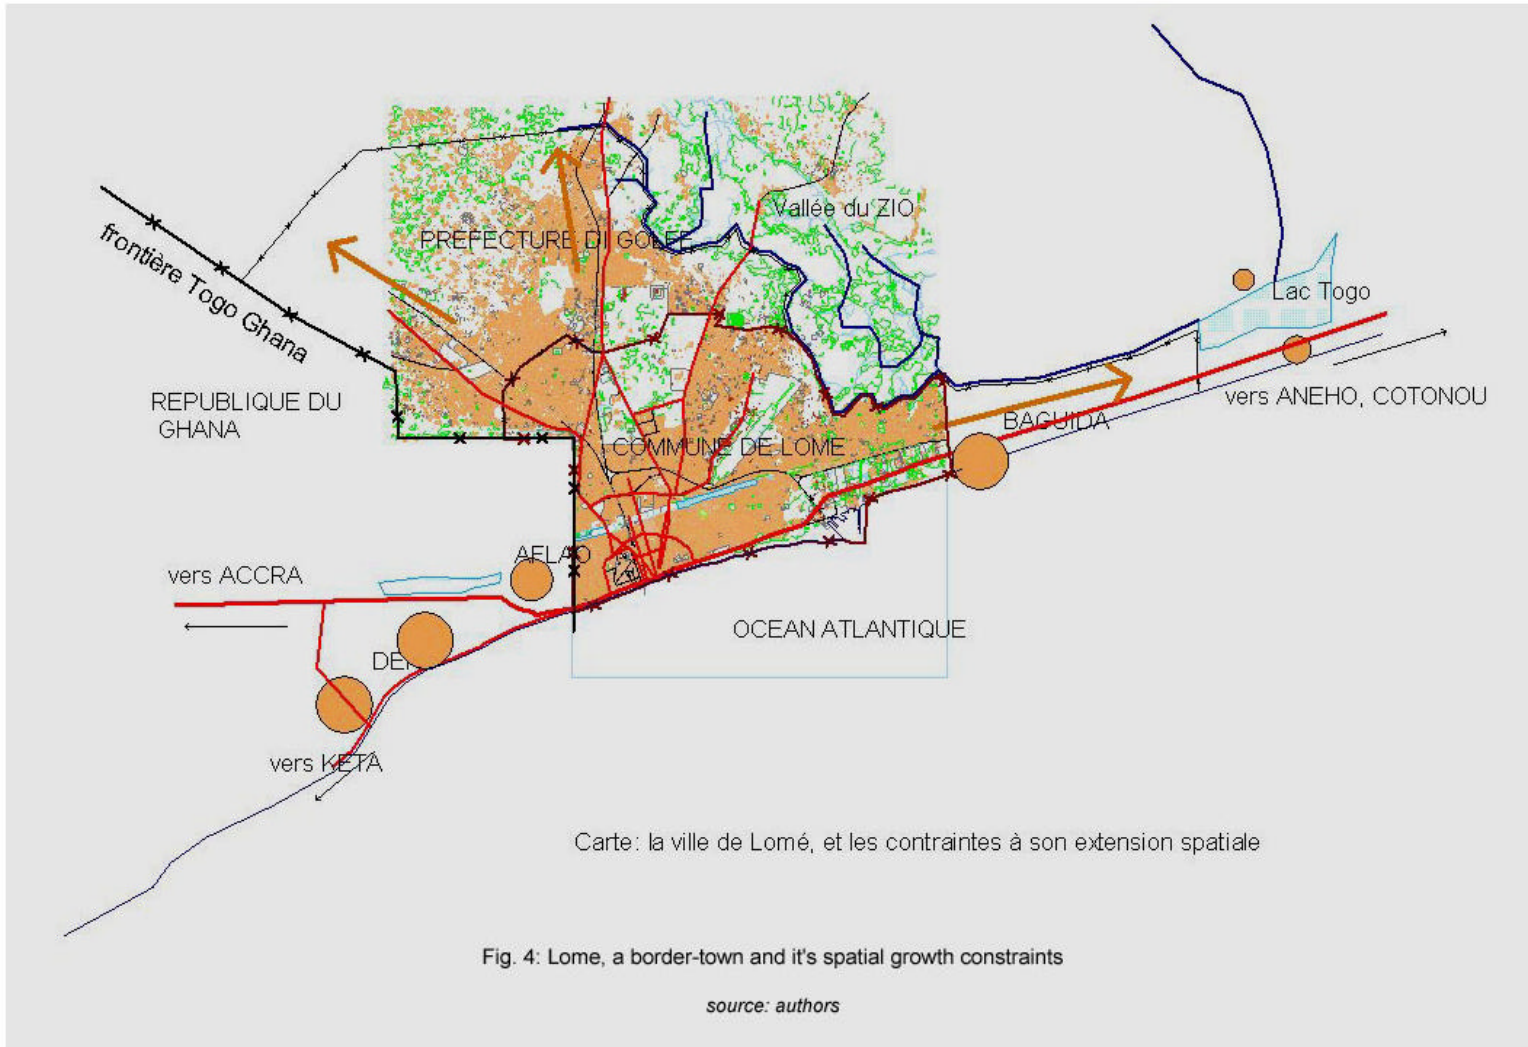 Vallée du ZIO
PREFECTURE DI GOLFE
frontière Togo Ghana
Lac Togo
REPUBLIQUE DU
GHANA
vers ANEHO, COTONOU
BAGUIDA
COMMUNE DE LOME
AFLAO
vers ACCRA
OCEAN ATLANTIQUE
vers KETA
Carte: la ville de Lomé, et les contraintes à son extension spatiale
Fig. 4: Lome, a border-town and it's spatial growth constraints
source: authors